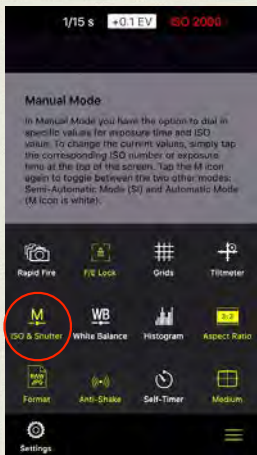 1/15 s +0.1 EV ISO 2000
Manual Mode
In Manual Mode you have the option to dial in
specific values for exposure time and ISO
value. To change the current values, simply tap
the corresponding ISO number or exposure
time at the top of the screen. Tap the M icon
again to toggle between the two other modes:
Semi-Automatic Mode (SI) and Automatic Mode
(M icon is white).
Rapid Fire F/E Lock Grids Tiltmeter
M WB
ISO & Shutter White Balance Histogram Aspect Ratio
RAW
JPG
Format Anti-Shake Self-Timer Medium
Settings